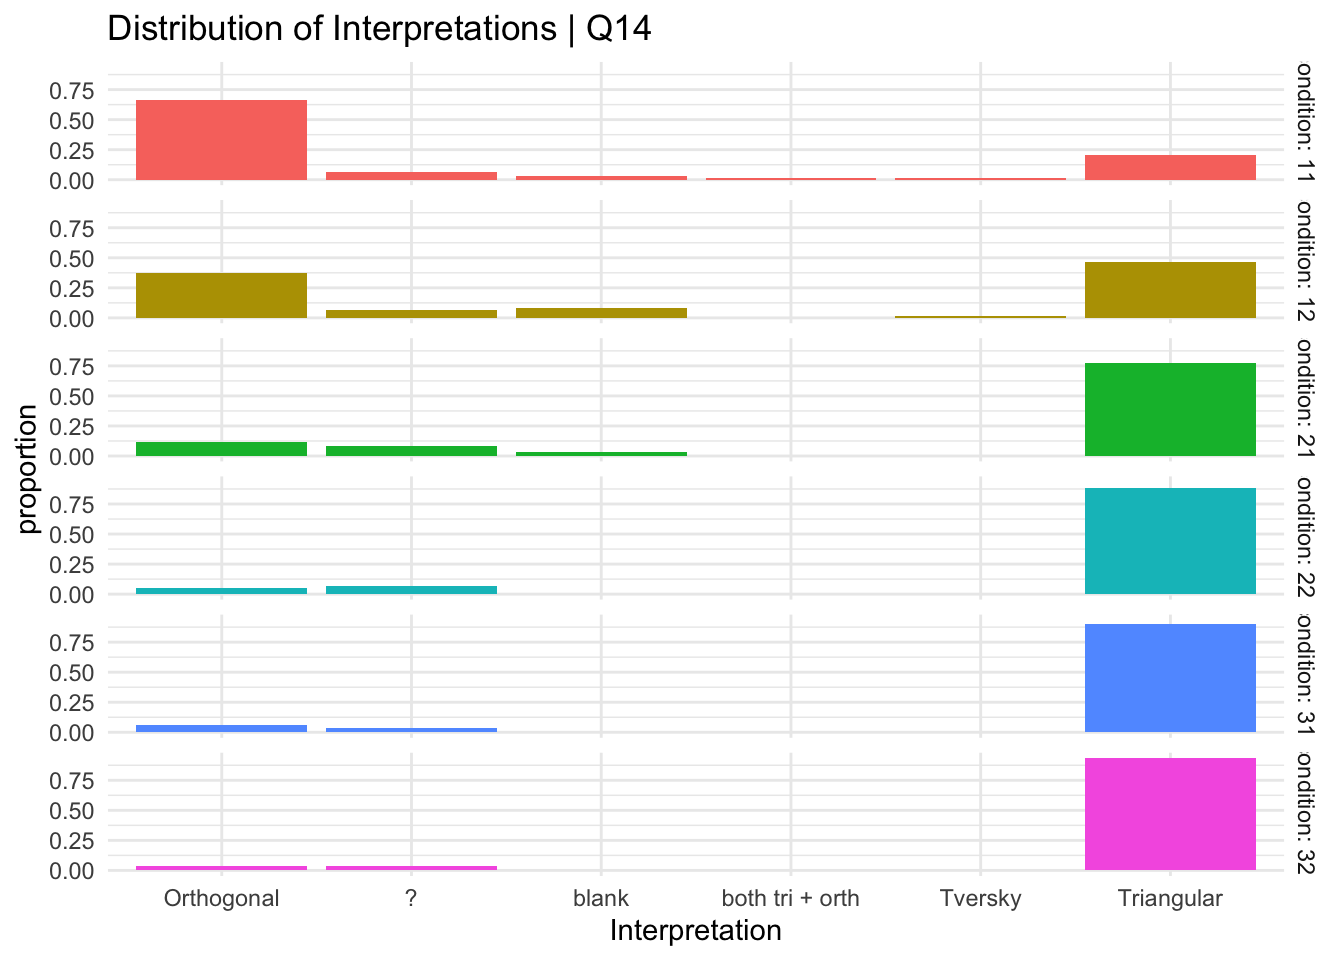 Distribution of Interpretations | Q14
0.75
0.50
0.25
0.00
ondition: 11
0.75
0.50
0.25
0.00
ondition: 12
0.75
0.50
0.25
0.00
ondition: 21
0.75
0.50
0.25
0.00
ondition: 22
0.75
0.50
0.25
0.00
ondition: 31
0.75
0.50
0.25
0.00
ondition: 32
proportion
Orthogonal ? blank both tri + orth Tversky Triangular
Interpretation